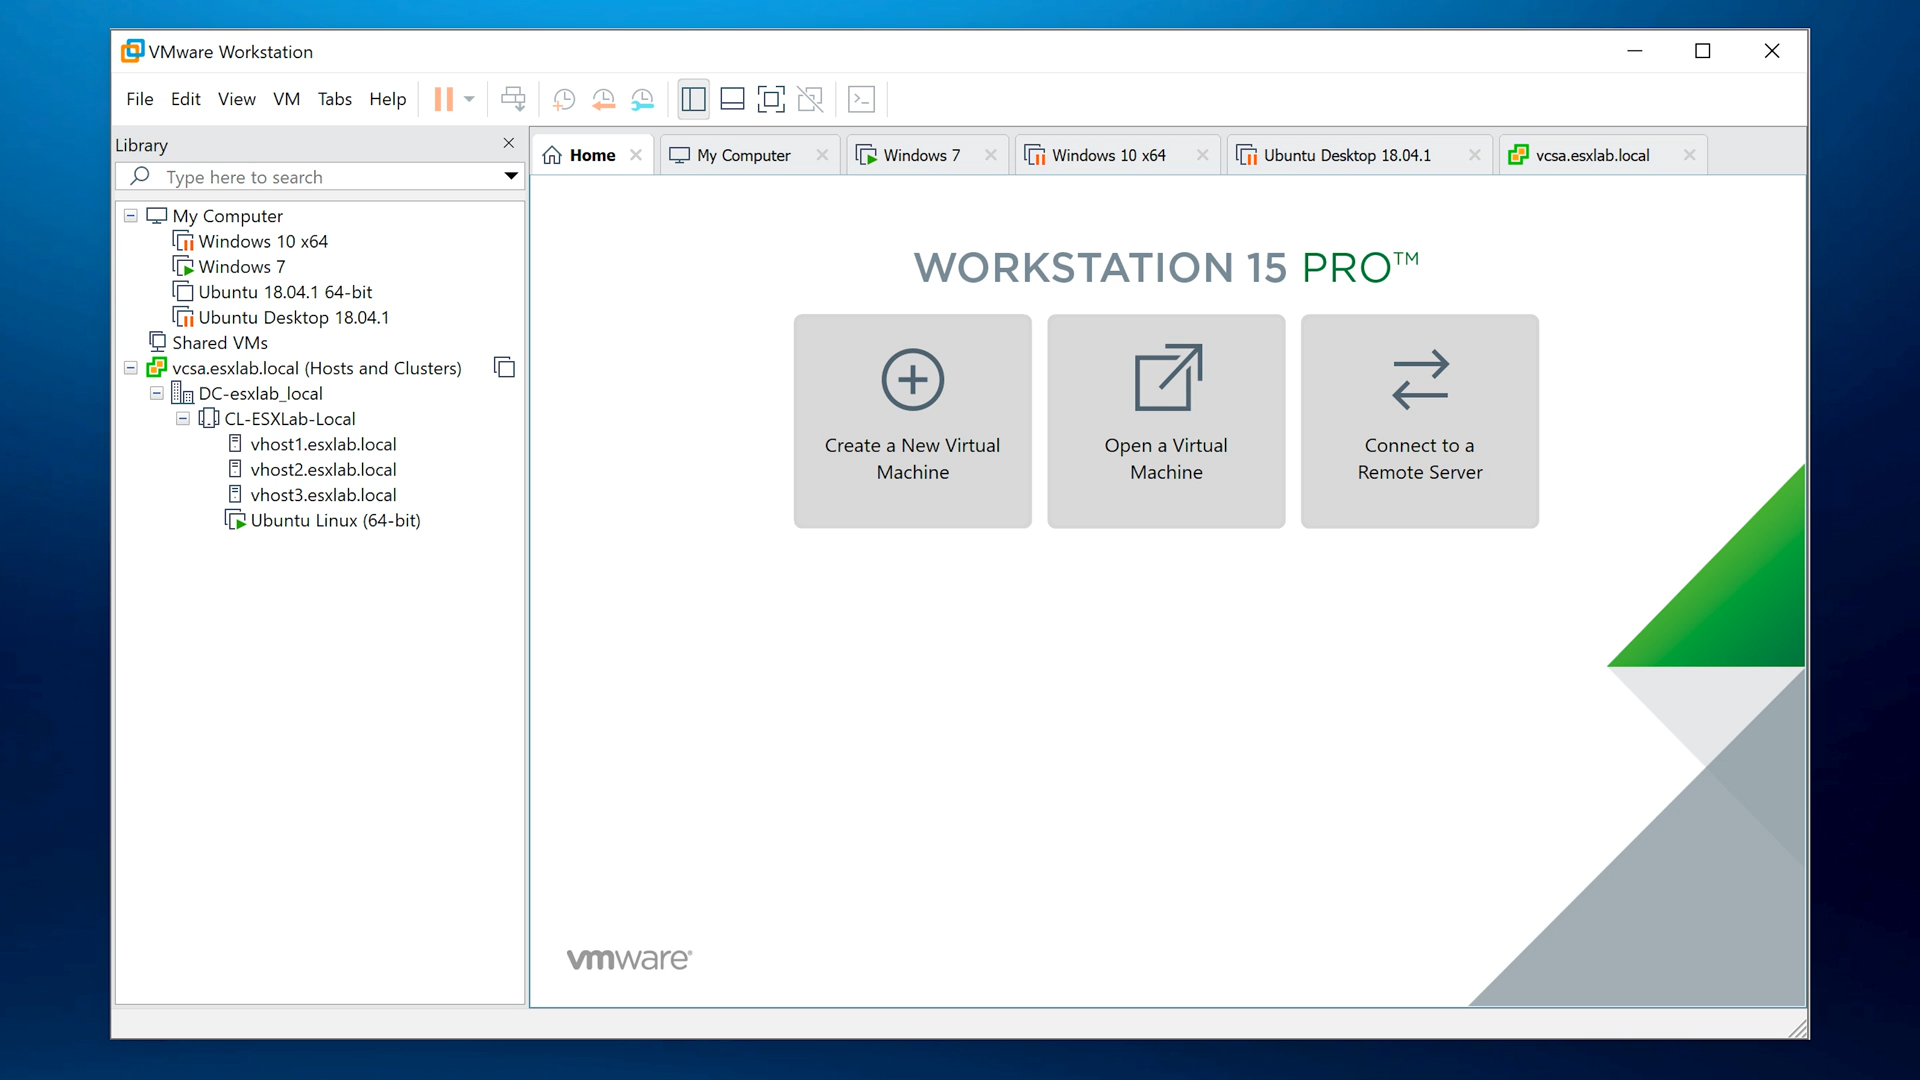 VMware Workstation
File Edit View VM Tabs Help
Library
Type here to search
My Computer
Windows 10 x64
Windows 7
Ubuntu 18.04.1 64-bit
Ubuntu Desktop 18.04.1
Shared VMs
vcsa.esxlab.local (Hosts and Clusters)
DC-esxlab_local
CL-ESXLab-Local
vhost1.esxlab.local
vhost2.esxlab.local
vhost3.esxlab.local
Ubuntu Linux (64-bit)
Home My Computer Windows 7 Windows 10 x64 Ubuntu Desktop 18.04.1 vcsa.esxlab.local
WORKSTATION 15 PRO™
Create a New Virtual
Machine
Open a Virtual
Machine
Connect to a
Remote Server
vmware®